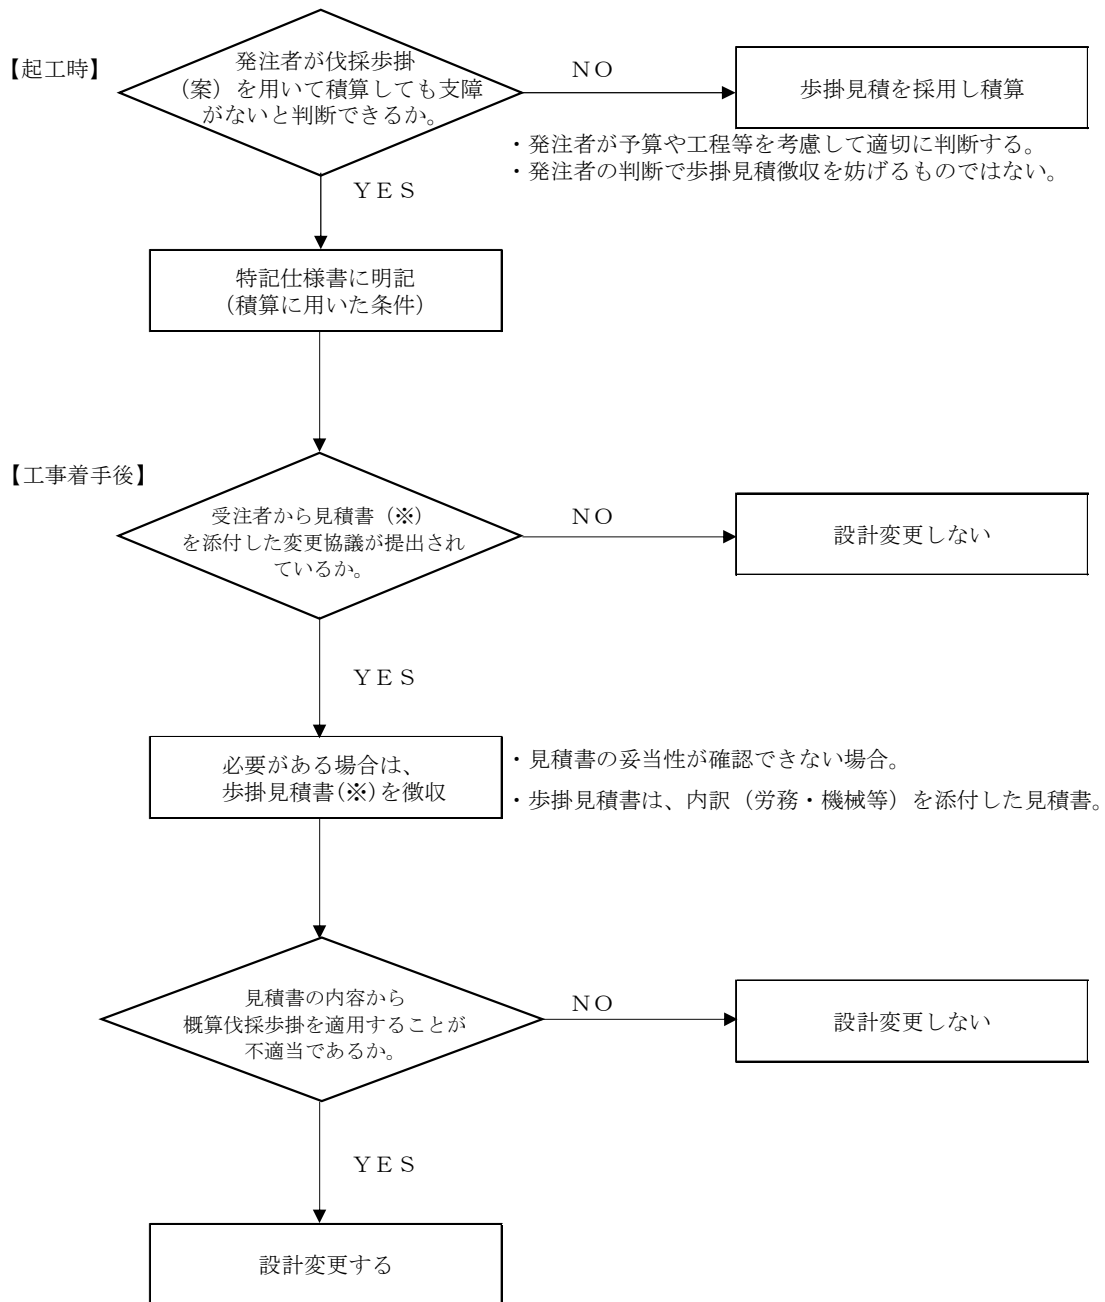 【起工時】
発注者が伐採歩掛
（案）を用いて積算しても支障
がないと判断できるか。
ＮＯ
歩掛見積を採用し積算
・発注者が予算や工程等を考慮して適切に判断する。
・発注者の判断で歩掛見積徴収を妨げるものではない。
ＹＥＳ
特記仕様書に明記
（積算に用いた条件）
【工事着手後】
受注者から見積書（※）
を添付した変更協議が提出され
ているか。
ＮＯ
設計変更しない
ＹＥＳ
必要がある場合は、
歩掛見積書(※)を徴収
・見積書の妥当性が確認できない場合。
・歩掛見積書は、内訳（労務・機械等）を添付した見積書。
見積書の内容から
概算伐採歩掛を適用することが
不適当であるか。
ＮＯ
設計変更しない
ＹＥＳ
設計変更する